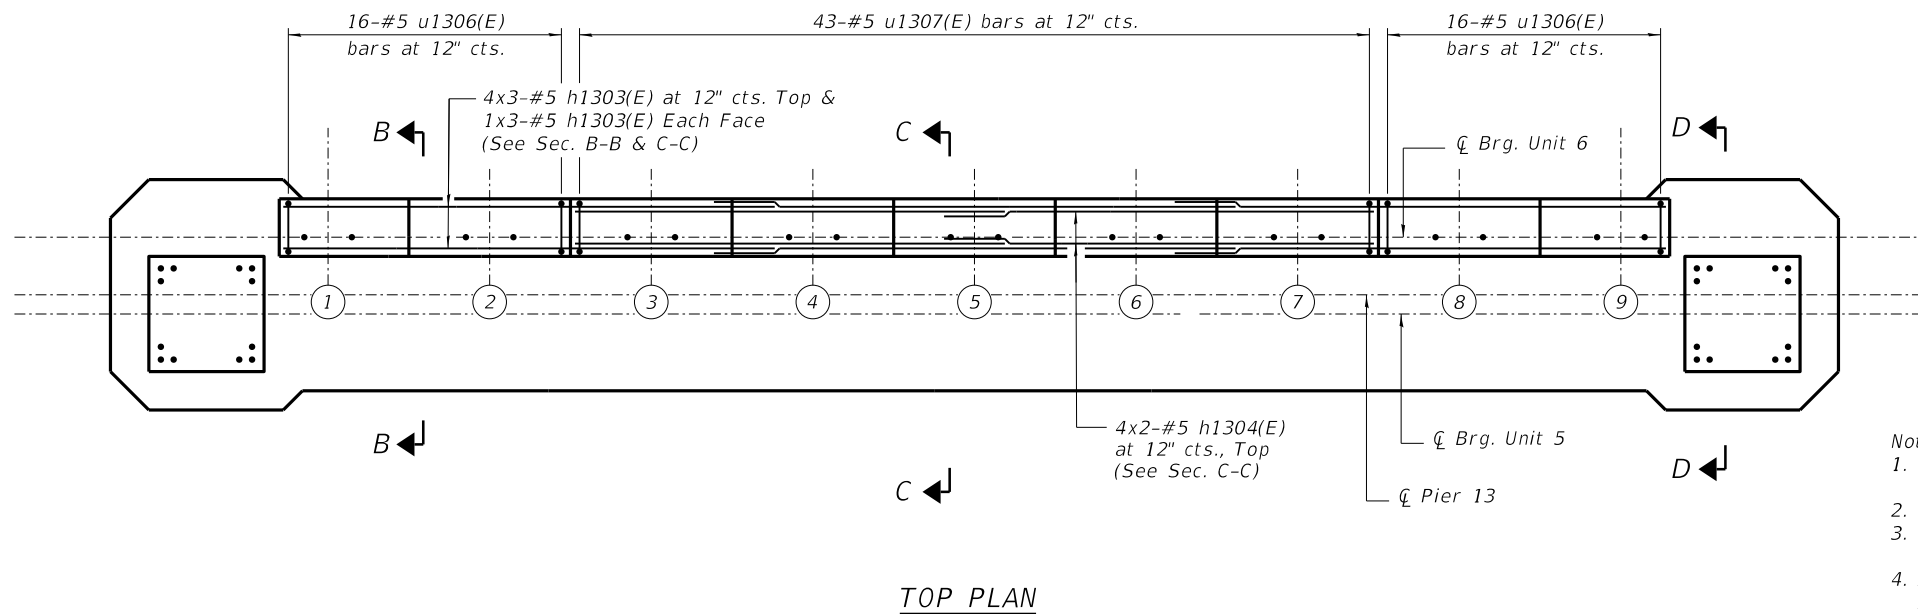 16-#5 u1306(E)
bars at 12" cts.
43-#5 u1307(E) bars at 12" cts.
16-#5 u1306(E)
bars at 12" cts.
4x3-#5 h1303(E) at 12" cts. Top &
1x3-#5 h1303(E) Each Face
(See Sec. B-B & C-C)
B
C
D
℄ Brg. Unit 6
1 2 3 4 5 6 7 8 9
4x2-#5 h1304(E)
at 12" cts., Top
(See Sec. C-C)
℄ Brg. Unit 5
℄ Pier 13
B
C
D
Not
1.
2.
3.
4.
TOP PLAN